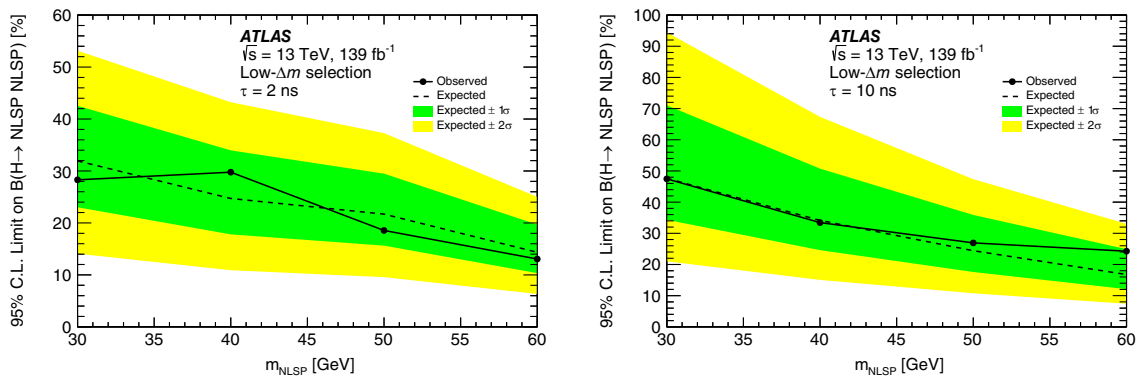 95% C.L. Limit on B(H→ NLSP NLSP) [%]
60
50
40
30
20
10
0
ATLAS
√s = 13 TeV, 139 fb⁻¹
Low-Δm selection
τ = 2 ns
Observed
Expected
Expected ± 1σ
Expected ± 2σ
30 35 40 45 50 55 60
m_NLSP [GeV]
95% C.L. Limit on B(H→ NLSP NLSP) [%]
100
90
80
70
60
50
40
30
20
10
0
ATLAS
√s = 13 TeV, 139 fb⁻¹
Low-Δm selection
τ = 10 ns
Observed
Expected
Expected ± 1σ
Expected ± 2σ
30 35 40 45 50 55 60
m_NLSP [GeV]